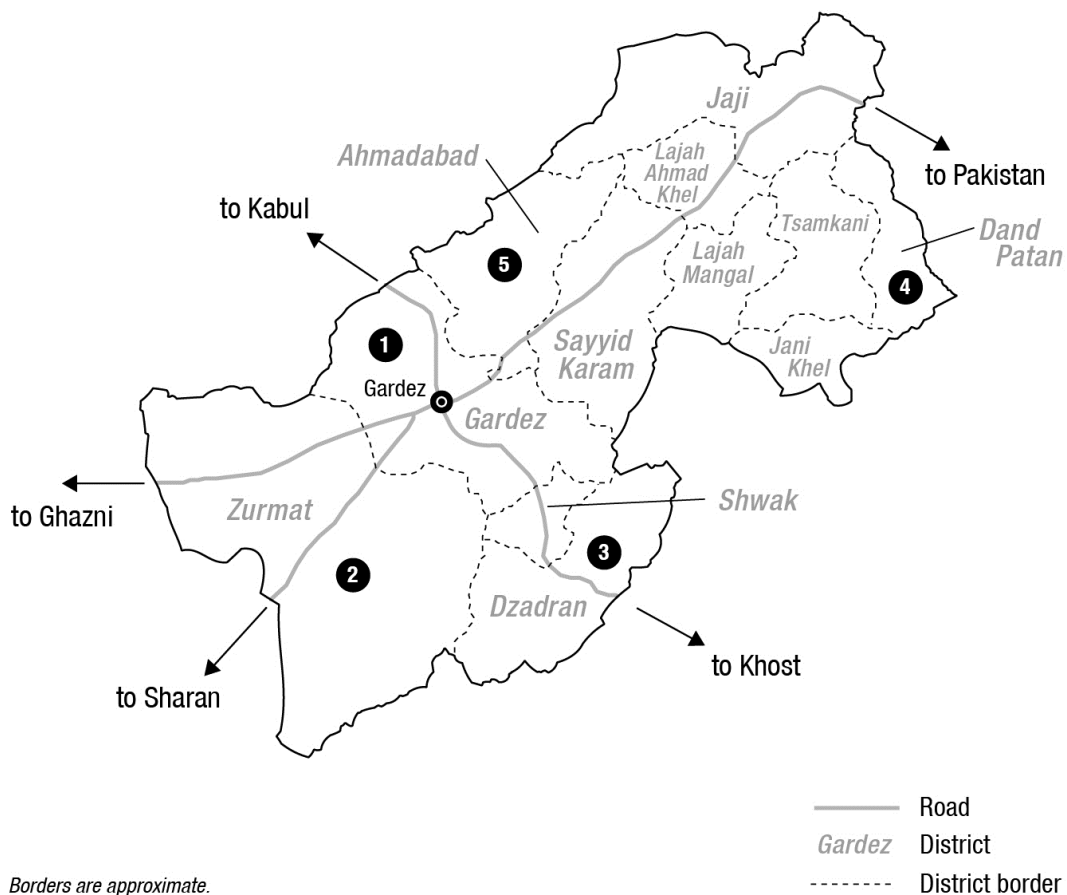 Jaji
Ahmadabad
Lajah
Ahmad
Khel
to Pakistan
to Kabul
Tsamkani
Dand
Patan
Lajah
Mangal
5
4
1
Sayyid
Karam
Jani
Khel
Gardez
Gardez
to Ghazni
Zurmat
Shwak
3
2
Dzadran
to Khost
to Sharan
Road
Gardez District
District border
Borders are approximate.